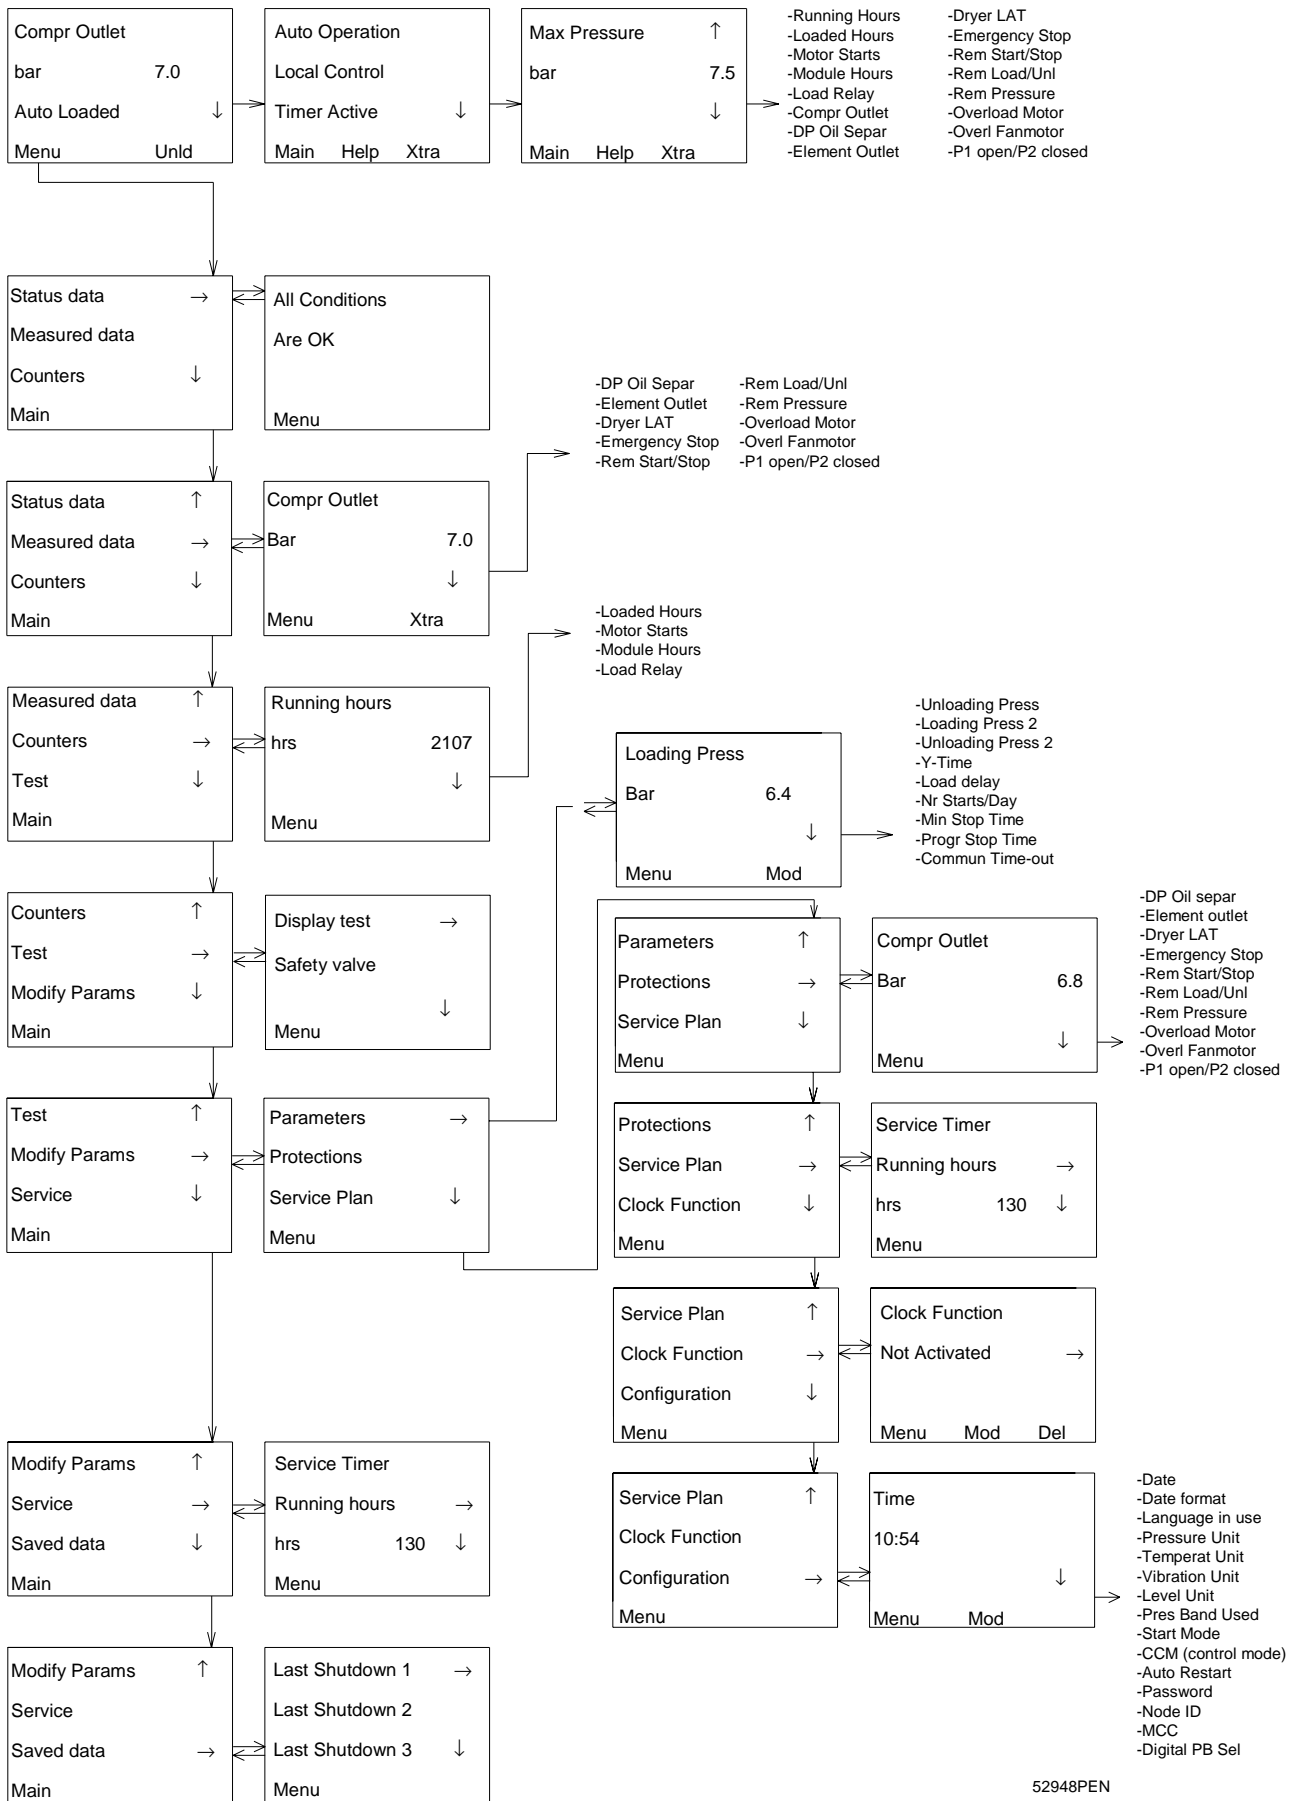 Compr Outlet
bar 7.0
Auto Loaded ↓
Menu Unld
Auto Operation
Local Control
Timer Active ↓
Main Help Xtra
Max Pressure ↑
bar 7.5
↓
Main Help Xtra
-Running Hours
-Loaded Hours
-Motor Starts
-Module Hours
-Load Relay
-Compr Outlet
-DP Oil Separ
-Element Outlet
-Dryer LAT
-Emergency Stop
-Rem Start/Stop
-Rem Load/Unl
-Rem Pressure
-Overload Motor
-Overl Fanmotor
-P1 open/P2 closed
Status data →
Measured data
Counters ↓
Main
All Conditions
Are OK
Menu
Status data ↑
Measured data →
Counters ↓
Main
Compr Outlet
Bar 7.0
↓
Menu Xtra
-DP Oil Separ
-Element Outlet
-Dryer LAT
-Emergency Stop
-Rem Start/Stop
-Rem Load/Unl
-Rem Pressure
-Overload Motor
-Overl Fanmotor
-P1 open/P2 closed
Measured data ↑
Counters →
Test ↓
Main
Running hours
hrs 2107
↓
Menu
-Loaded Hours
-Motor Starts
-Module Hours
-Load Relay
Loading Press
Bar 6.4
↓
Menu Mod
-Unloading Press
-Loading Press 2
-Unloading Press 2
-Y-Time
-Load delay
-Nr Starts/Day
-Min Stop Time
-Progr Stop Time
-Commun Time-out
Counters ↑
Test →
Modify Params ↓
Main
Display test →
Safety valve
↓
Menu
Parameters ↑
Protections →
Service Plan ↓
Menu
Compr Outlet
Bar 6.8
↓
Menu
-DP Oil separ
-Element outlet
-Dryer LAT
-Emergency Stop
-Rem Start/Stop
-Rem Load/Unl
-Rem Pressure
-Overload Motor
-Overl Fanmotor
-P1 open/P2 closed
Test ↑
Modify Params →
Service ↓
Main
Parameters →
Protections
Service Plan ↓
Menu
Protections ↑
Service Plan →
Clock Function ↓
Menu
Service Timer
Running hours →
hrs 130 ↓
Menu
Service Plan ↑
Clock Function →
Configuration ↓
Menu
Clock Function
Not Activated →
Menu Mod Del
Modify Params ↑
Service →
Saved data ↓
Main
Service Timer
Running hours →
hrs 130 ↓
Menu
Service Plan ↑
Clock Function
Configuration →
Menu
Time
10:54
↓
Menu Mod
-Date
-Date format
-Language in use
-Pressure Unit
-Temperat Unit
-Vibration Unit
-Level Unit
-Pres Band Used
-Start Mode
-CCM (control mode)
-Auto Restart
-Password
-Node ID
-MCC
-Digital PB Sel
Modify Params ↑
Service
Saved data →
Main
Last Shutdown 1 →
Last Shutdown 2
Last Shutdown 3 ↓
Menu
52948PEN